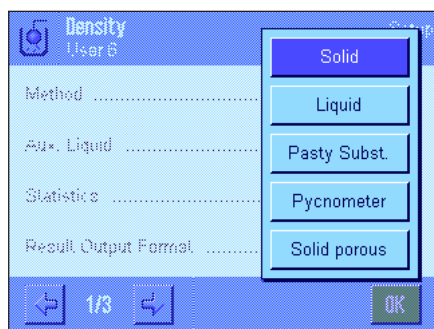 Density
User 6
Setup
Solid
Method ..................
Liquid
Aux. Liquid ..................
Pasty Subst.
Statistics ..................
Pycnometer
Result Output Format ........
Solid porous
1/3
OK